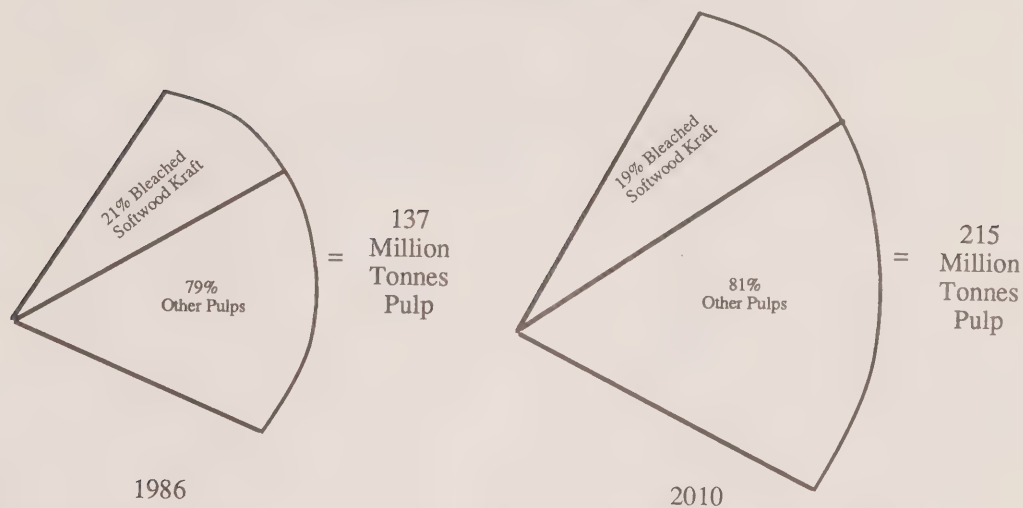 21% Bleached
Softwood Kraft
79%
Other Pulps
=
137
Million
Tonnes
Pulp
1986
19% Bleached
Softwood Kraft
81%
Other Pulps
=
215
Million
Tonnes
Pulp
2010